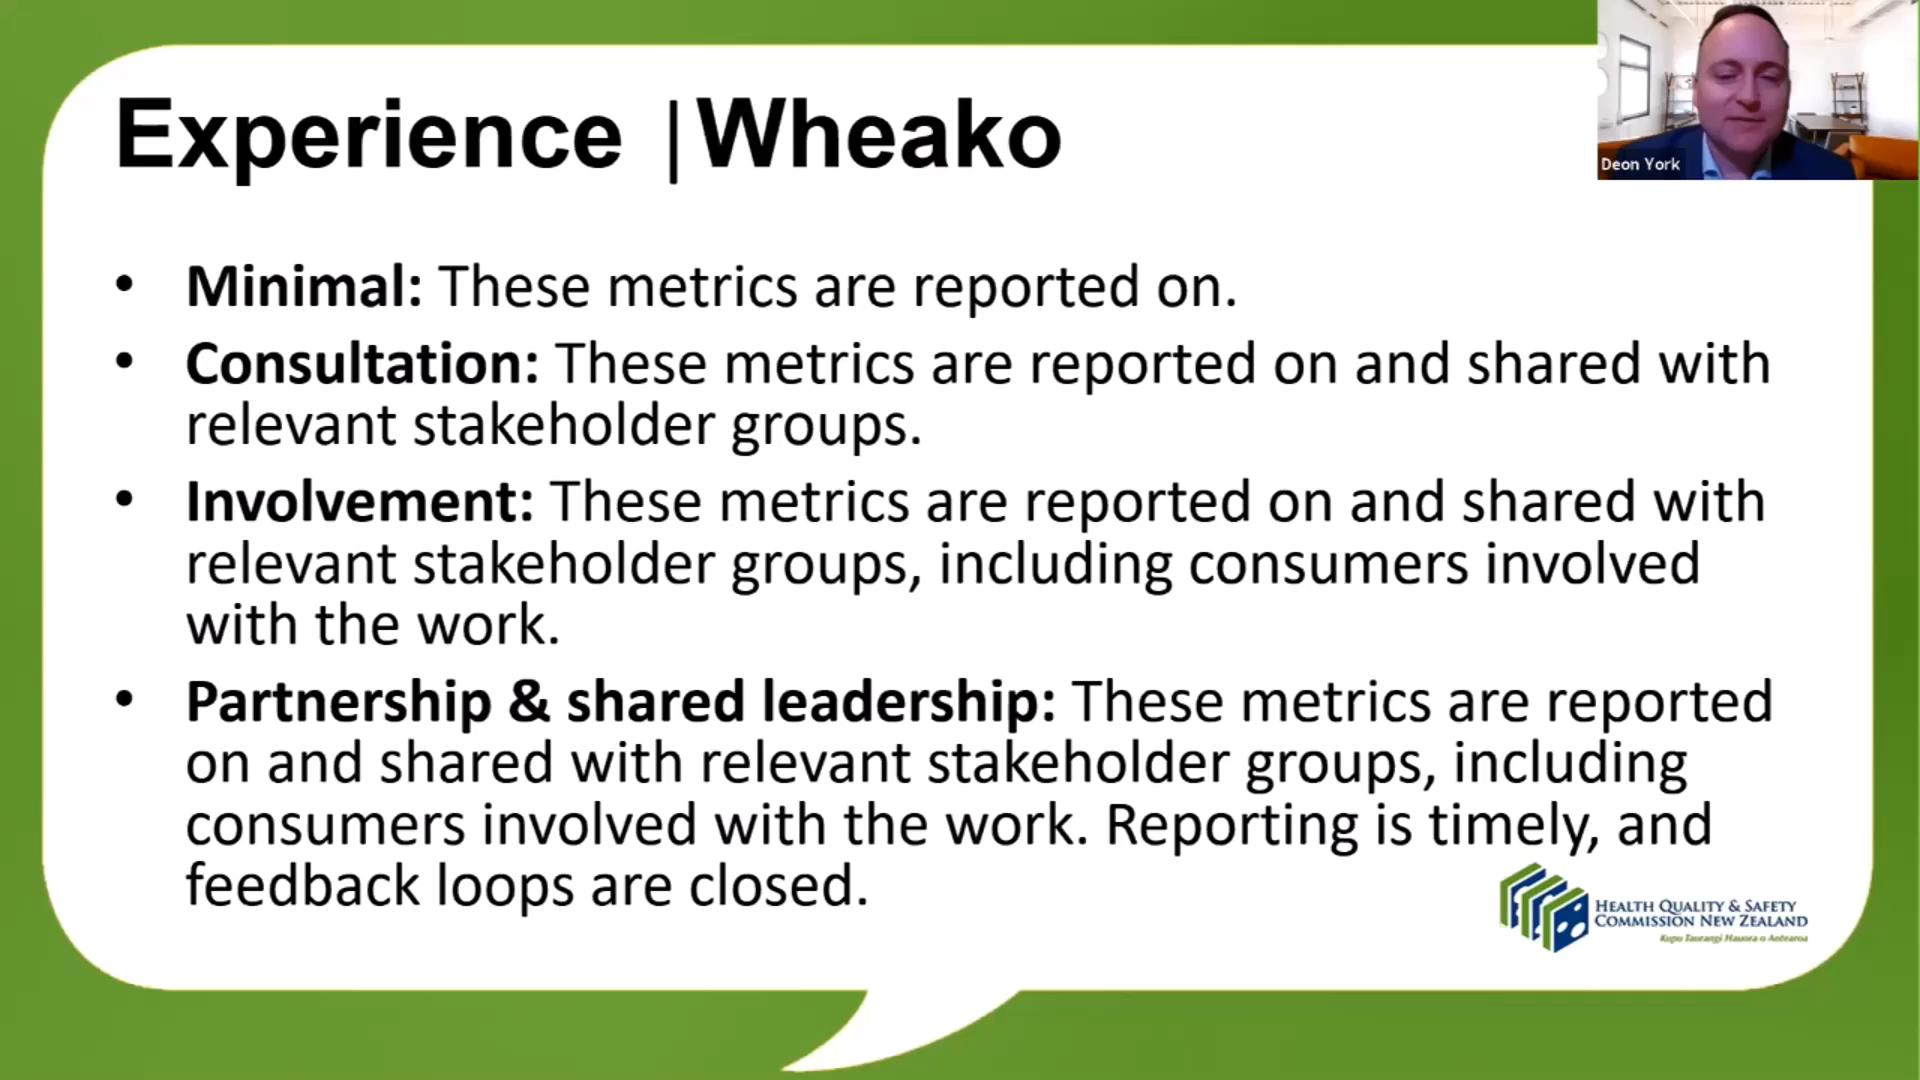 Experience | Wheako
Deon York
• Minimal: These metrics are reported on.
• Consultation: These metrics are reported on and shared with
relevant stakeholder groups.
• Involvement: These metrics are reported on and shared with
relevant stakeholder groups, including consumers involved
with the work.
• Partnership & shared leadership: These metrics are reported
on and shared with relevant stakeholder groups, including
consumers involved with the work. Reporting is timely, and
feedback loops are closed.
HEALTH QUALITY & SAFETY
COMMISSION NEW ZEALAND
Kupu Taurangi Hauora o Aotearoa